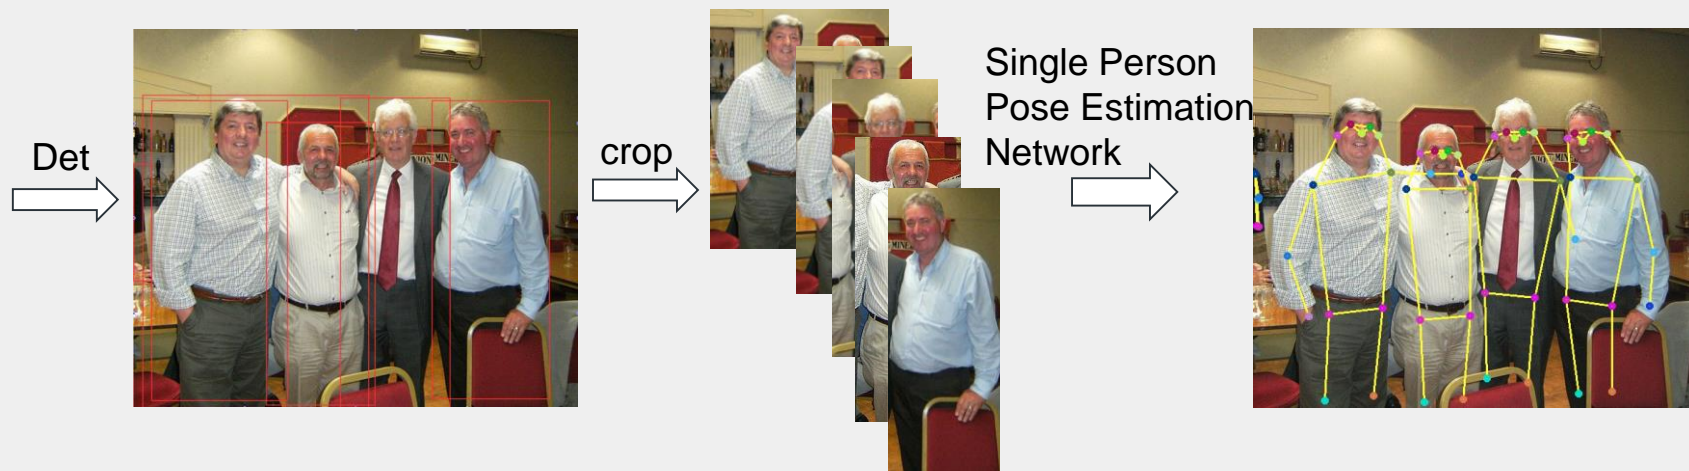 Det
crop
Single Person
Pose Estimation
Network